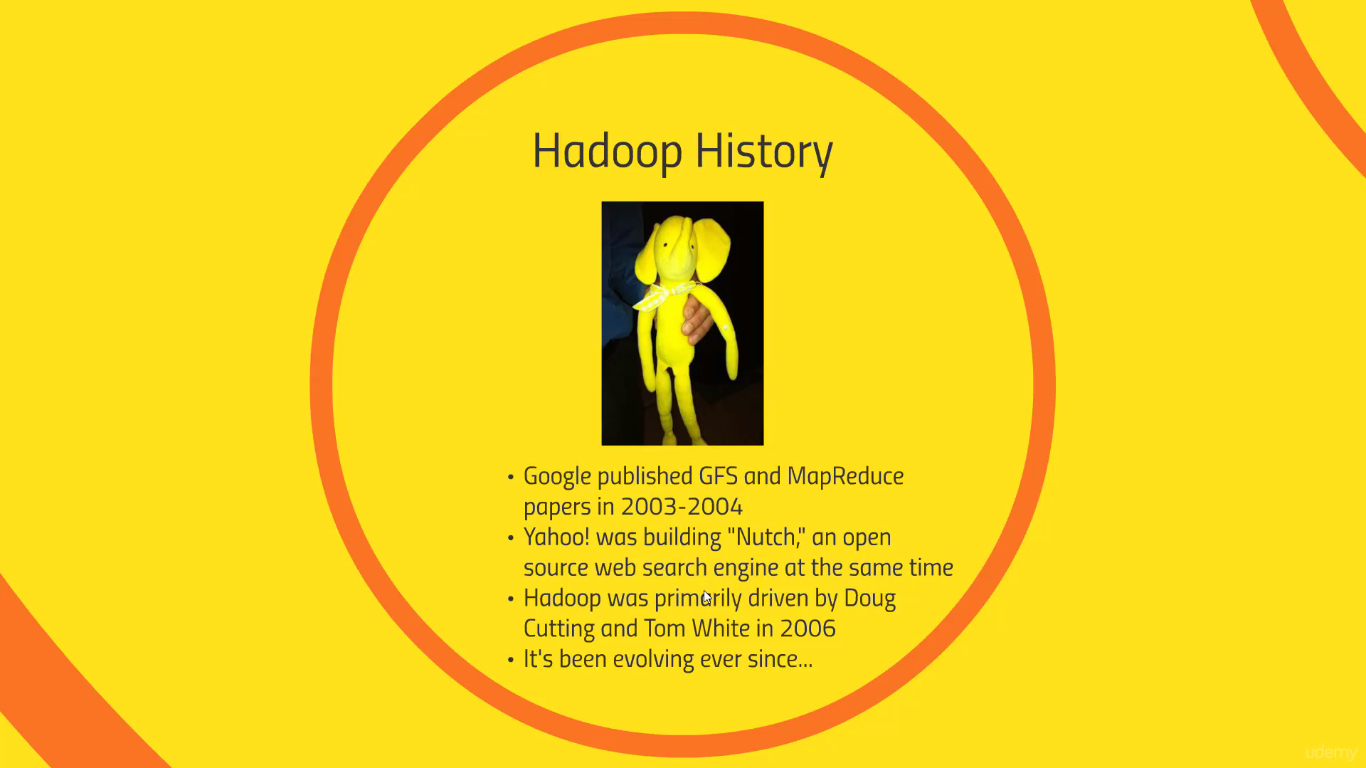 Hadoop History
• Google published GFS and MapReduce
papers in 2003-2004
• Yahoo! was building "Nutch," an open
source web search engine at the same time
• Hadoop was primarily driven by Doug
Cutting and Tom White in 2006
• It's been evolving ever since...
udemy